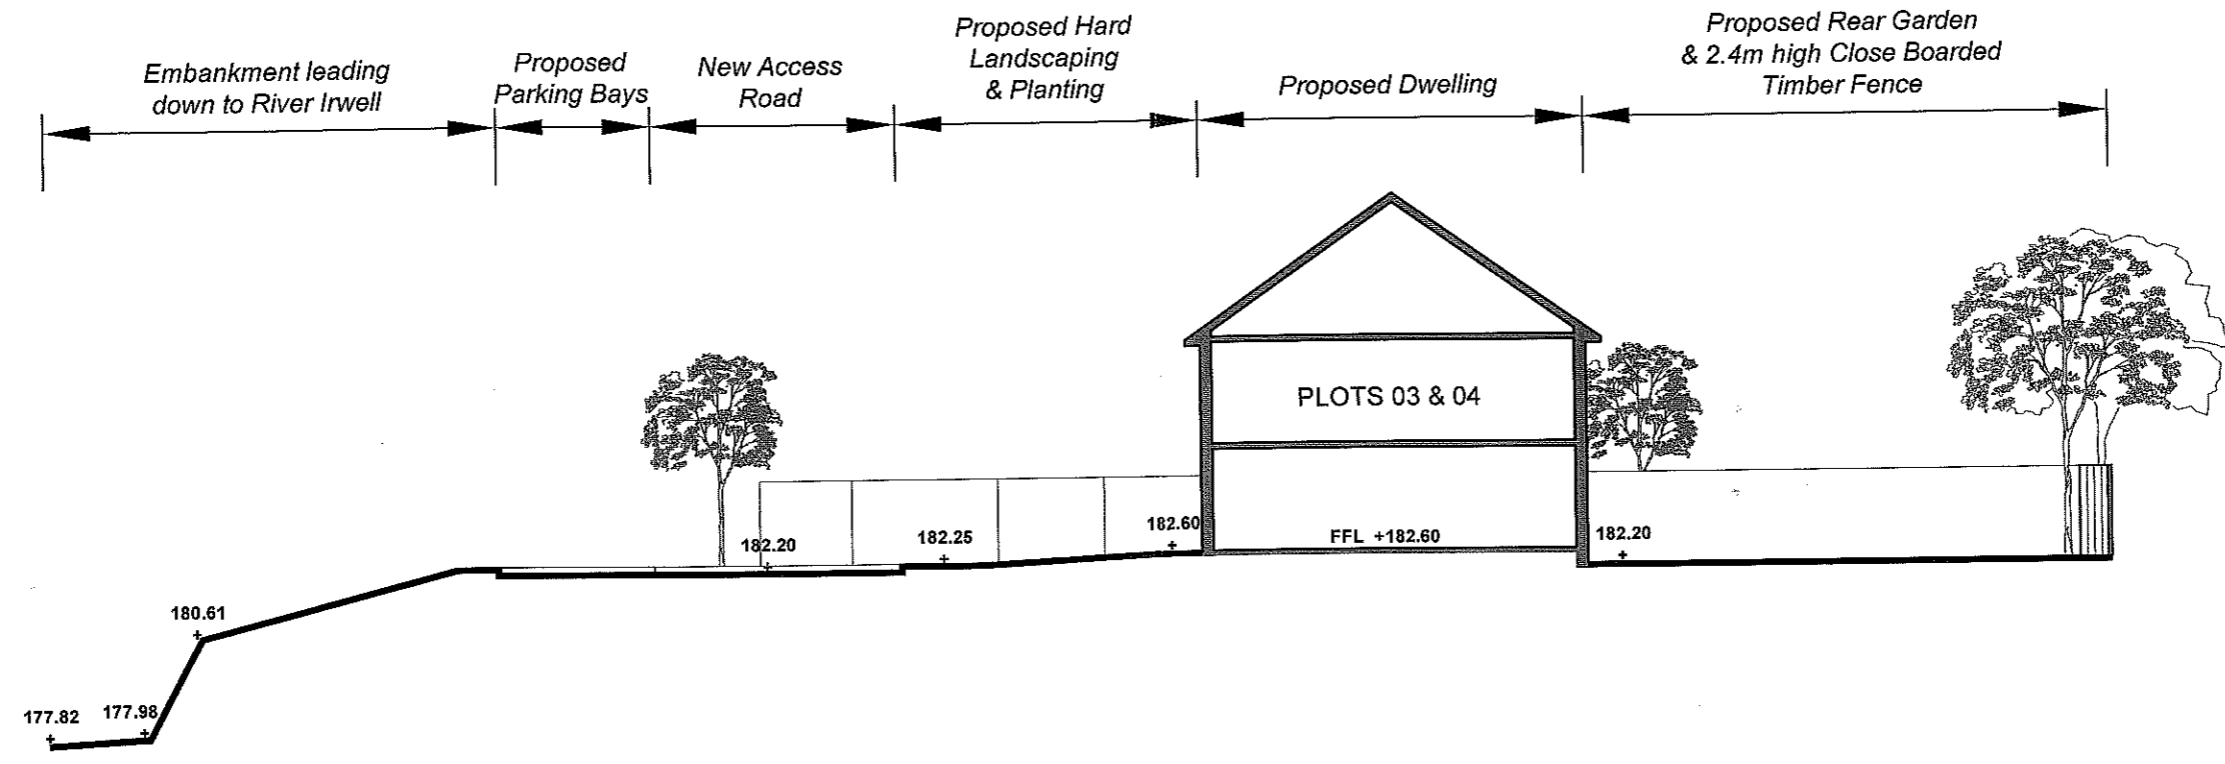 Embankment leading
down to River Irwell
Proposed
Parking Bays
New Access
Road
Proposed Hard
Landscaping
& Planting
Proposed Dwelling
Proposed Rear Garden
& 2.4m high Close Boarded
Timber Fence
PLOTS 03 & 04
FFL +182.60
177.82
177.98
180.61
182.20
182.25
182.60
182.20